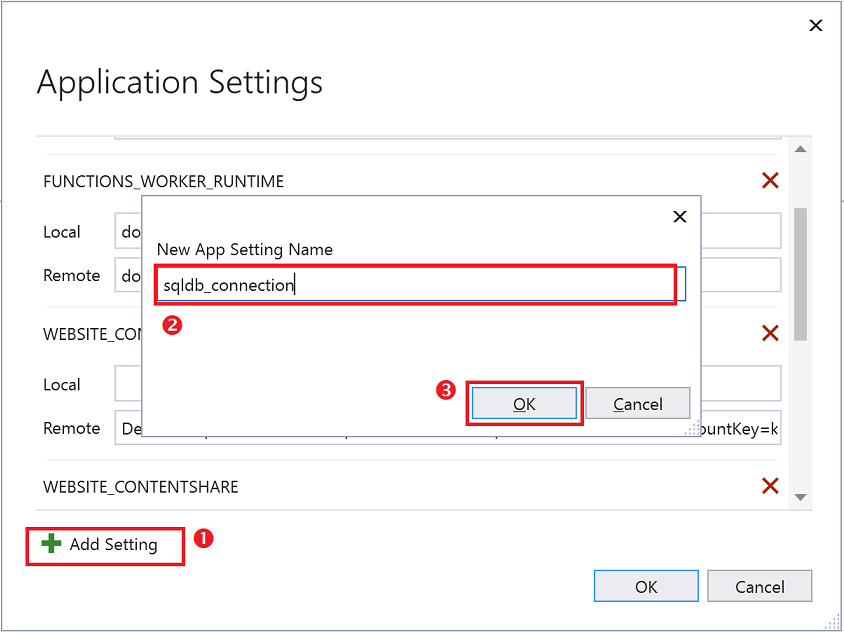 Application Settings
FUNCTIONS_WORKER_RUNTIME
Local do
Remote do
New App Setting Name
sqldb_connection
2
WEBSITE_CON
Local
3
OK Cancel
Remote De ountKey=k
WEBSITE_CONTENTSHARE
Add Setting 1
OK Cancel